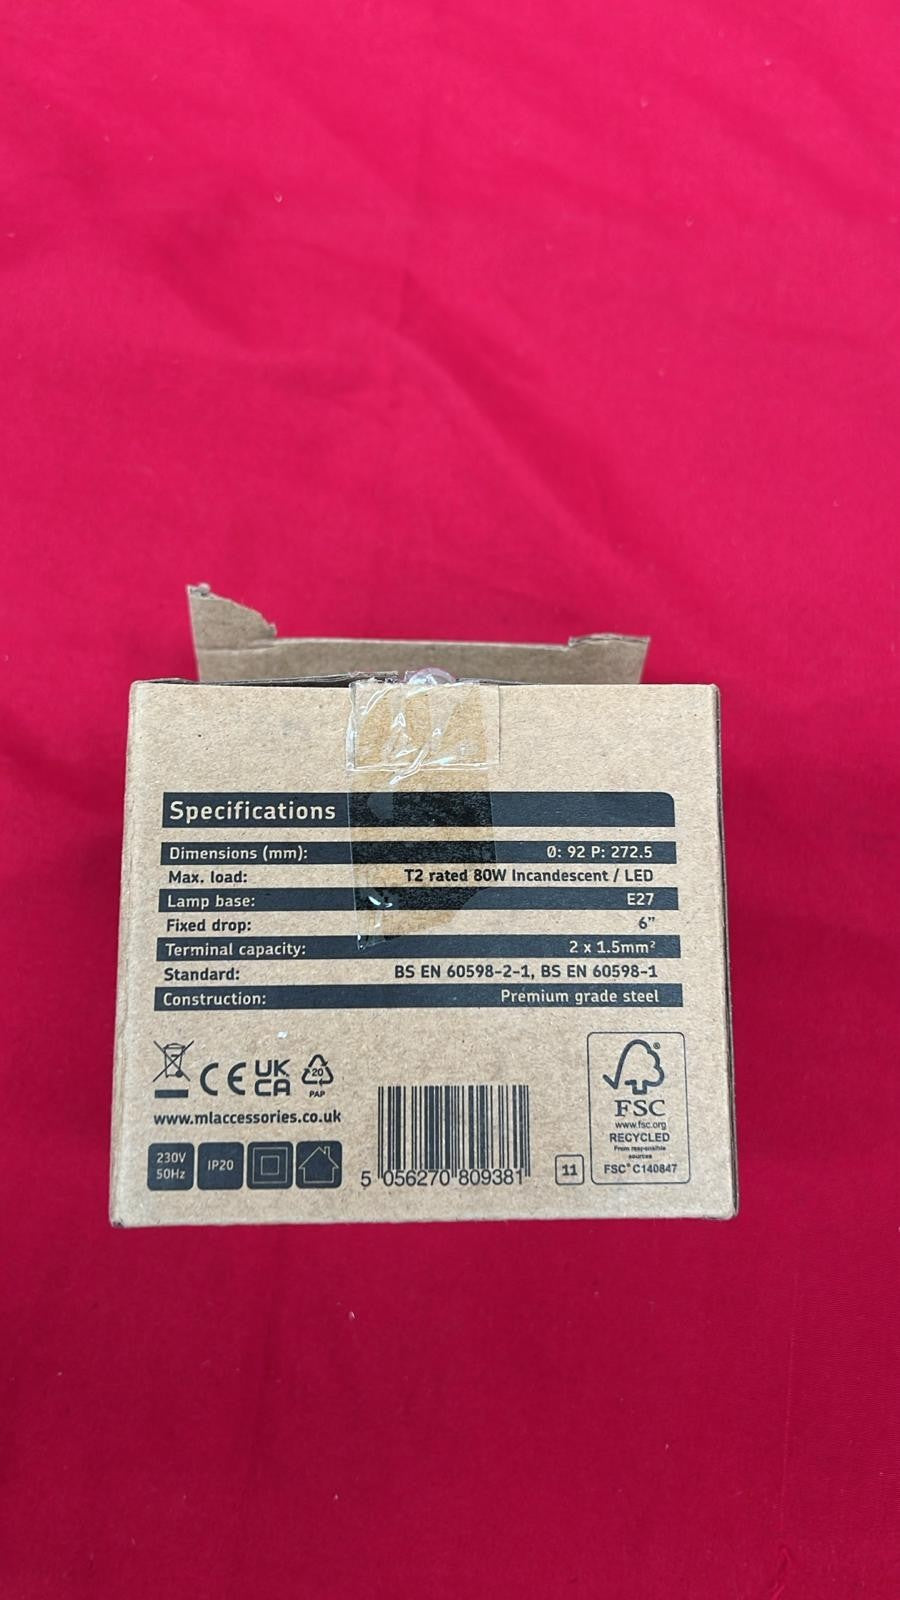 Specifications
Dimensions (mm): Ø: 92 P: 272.5
Max. load: T2 rated 80W Incandescent / LED
Lamp base: E27
Fixed drop: 6”
Terminal capacity: 2 x 1.5mm²
Standard: BS EN 60598-2-1, BS EN 60598-1
Construction: Premium grade steel
CE UK CA 20 PAP
www.mlaccessories.co.uk
230V 50Hz
IP20
5 056270 809381
11
FSC®
www.fsc.org
RECYCLED
From responsible
sources
FSC® C140847